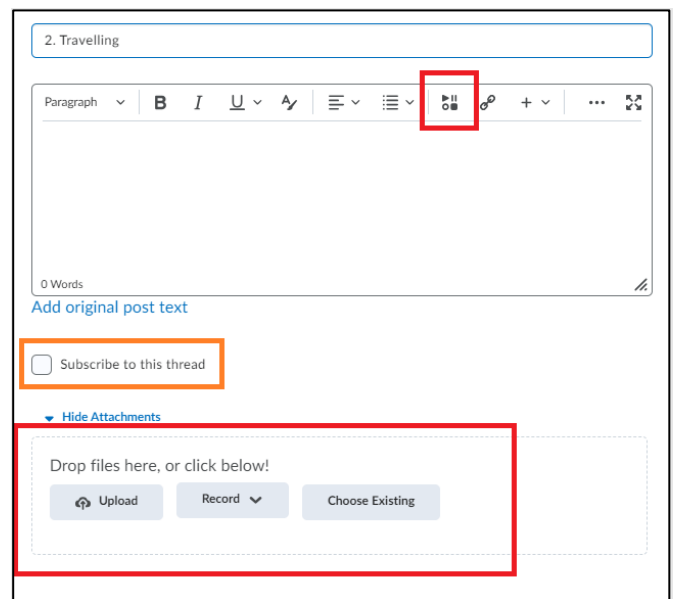 2. Travelling
Paragraph B I U A
0 Words
Add original post text
Subscribe to this thread
Hide Attachments
Drop files here, or click below!
Upload Record Choose Existing